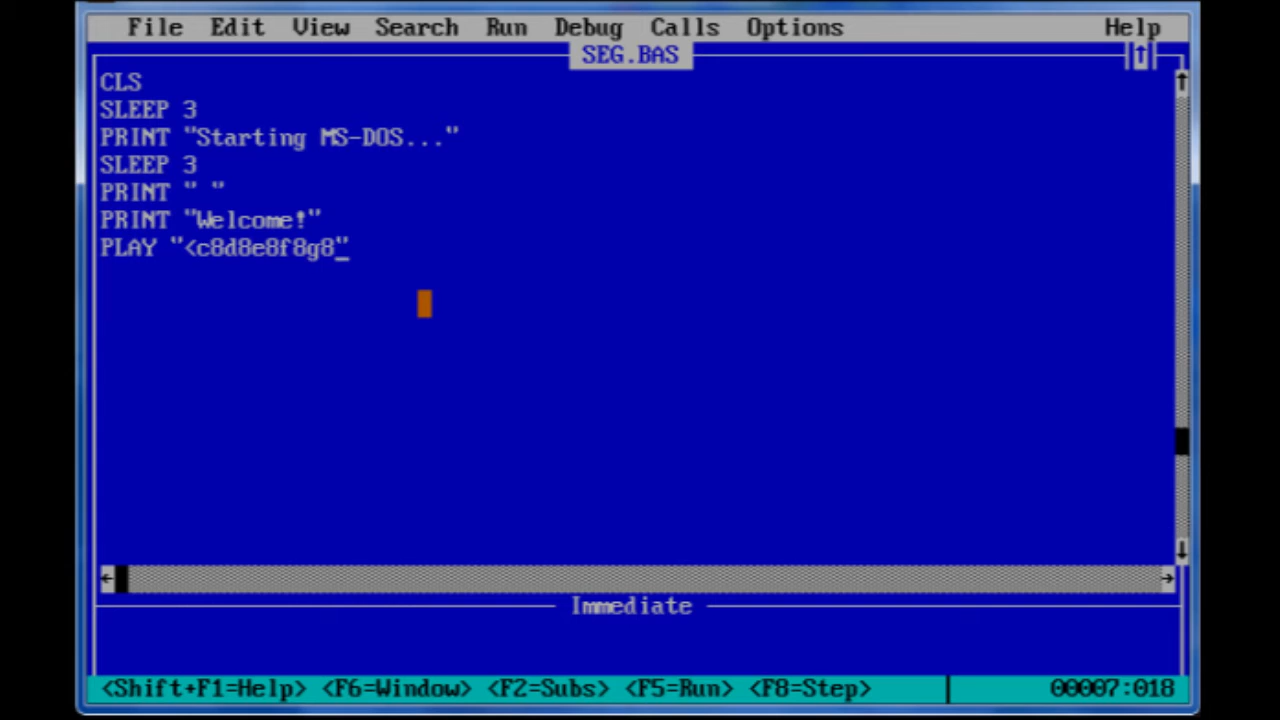 File Edit View Search Run Debug Calls Options Help
SEG.BAS
CLS
SLEEP 3
PRINT "Starting MS-DOS..."
SLEEP 3
PRINT " "
PRINT "Welcome!"
PLAY "<c8d8e8f8g8"_
Immediate
<Shift+F1=Help> <F6=Window> <F2=Subs> <F5=Run> <F8=Step> 00007:018